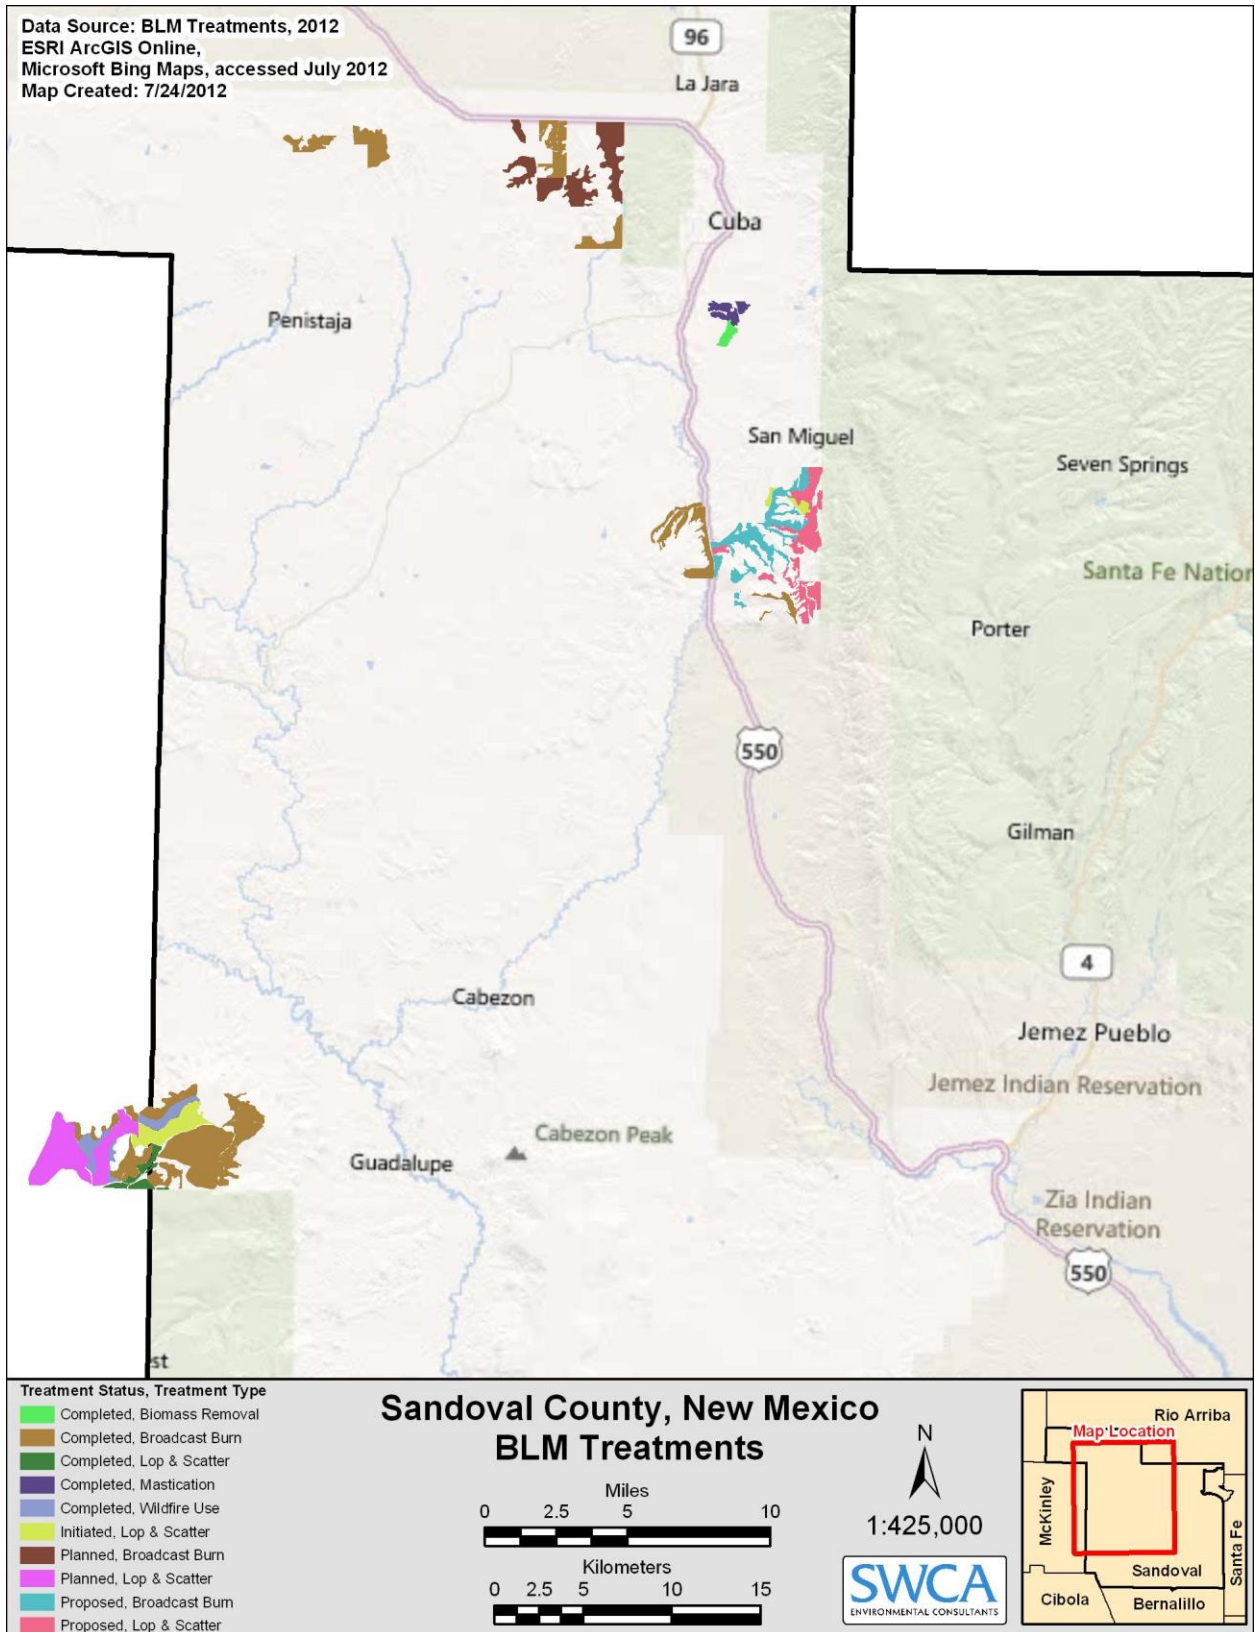 Data Source: BLM Treatments, 2012
ESRI ArcGIS Online,
Microsoft Bing Maps, accessed July 2012
Map Created: 7/24/2012
96
La Jara
Cuba
Penistaja
San Miguel
Seven Springs
Santa Fe Nation
Porter
550
Gilman
4
Cabezon
Jemez Pueblo
Jemez Indian Reservation
Cabezon Peak
Guadalupe
Zia Indian
Reservation
550
st
Treatment Status, Treatment Type
Completed, Biomass Removal
Completed, Broadcast Burn
Completed, Lop & Scatter
Completed, Mastication
Completed, Wildfire Use
Initiated, Lop & Scatter
Planned, Broadcast Burn
Planned, Lop & Scatter
Proposed, Broadcast Burn
Proposed, Lop & Scatter
Sandoval County, New Mexico
BLM Treatments
Miles
0 2.5 5 10
Kilometers
0 2.5 5 10 15
N
1:425,000
SWCA
ENVIRONMENTAL CONSULTANTS
Rio Arriba
Map Location
McKinley
Santa Fe
Sandoval
Cibola
Bernalillo